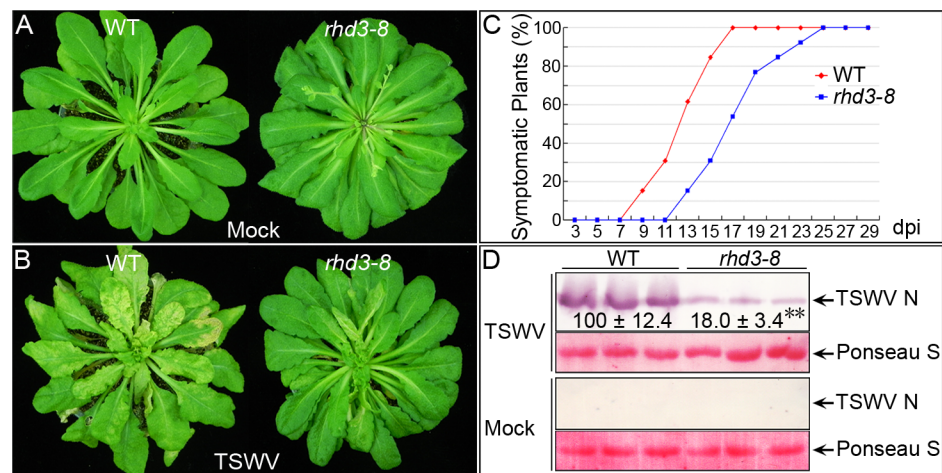 A
WT
rhd3-8
Mock
B
WT
rhd3-8
TSWV
C
Symptomatic Plants (%)
100
80
60
40
20
0
3 5 7 9 11 13 15 17 19 21 23 25 27 29 dpi
WT
rhd3-8
D
WT rhd3-8
TSWV
TSWV N
100 ± 12.4 18.0 ± 3.4**
Ponseau S
Mock
TSWV N
Ponseau S